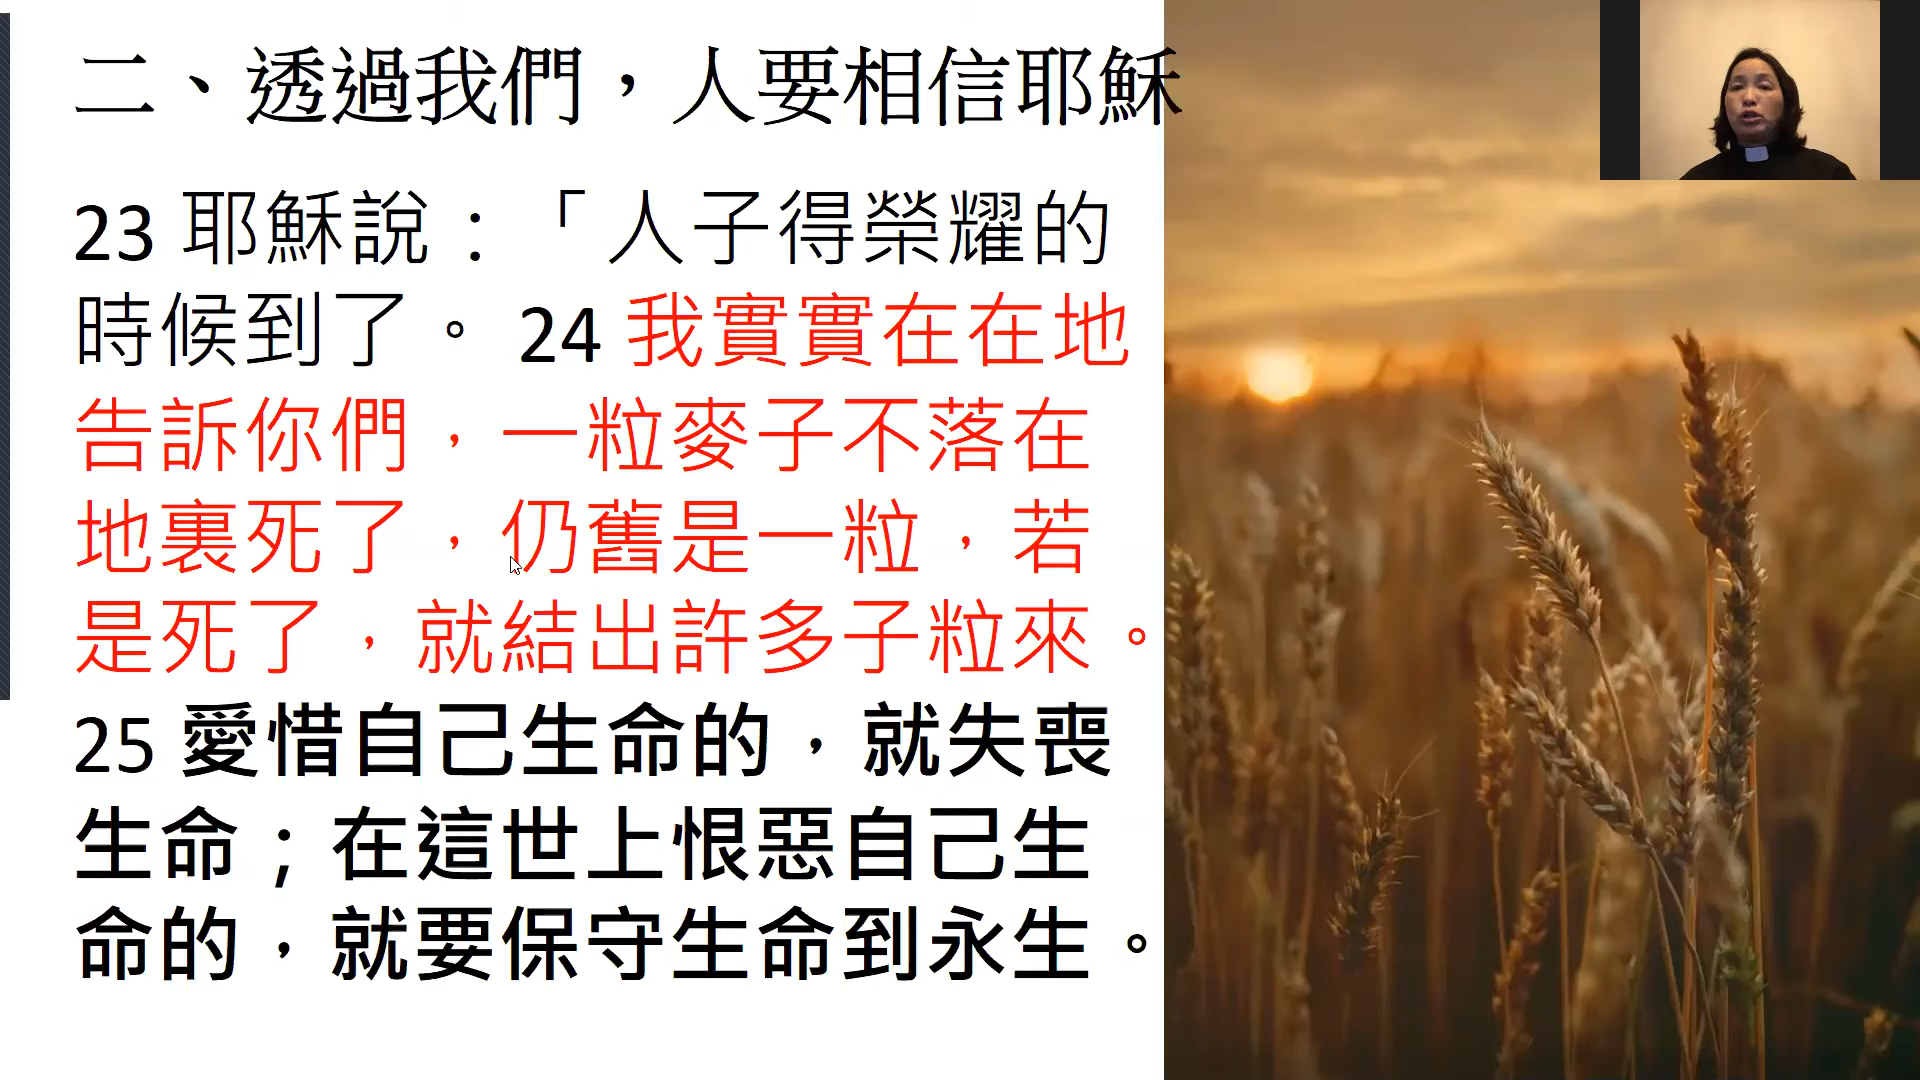 二、透過我們，人要相信耶穌
23 耶穌說：「人子得榮耀的
時候到了。 24 我實實在在地
告訴你們，一粒麥子不落在
地裏死了，仍舊是一粒，若
是死了，就結出許多子粒來。
25 愛惜自己生命的，就失喪
生命；在這世上恨惡自己生
命的，就要保守生命到永生。